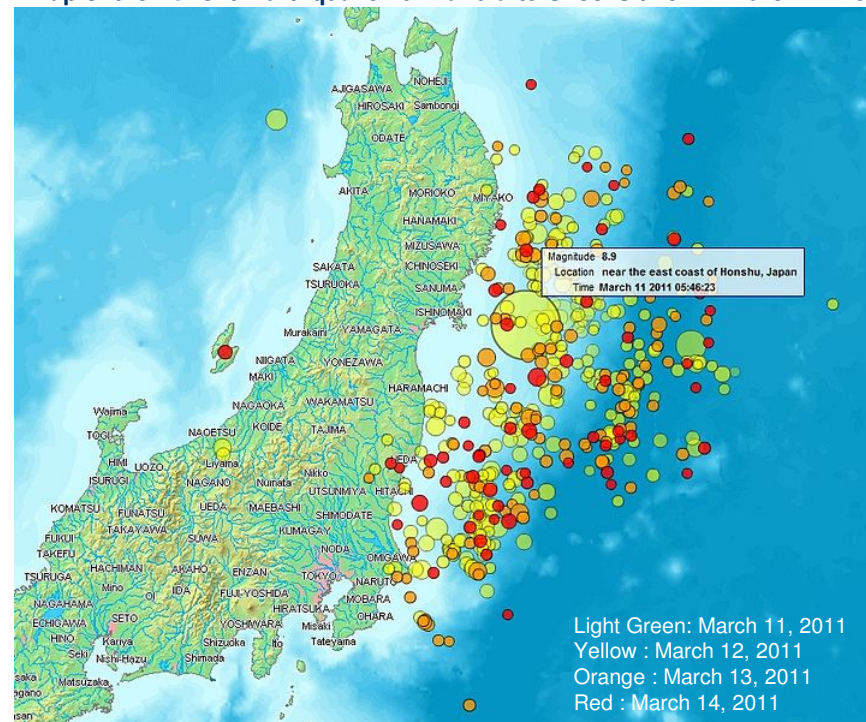 NOHEJI
AJIGASAWA
HIROSAKI Sambongi
ODATE
AKITA MORIOKO MIYAKO
HANAMAKI
MIZUSAWA
Magnitude 8.9
Location near the east coast of Honshu, Japan
Time March 11 2011 05:46:23
SAKATA ICHINOSEKI
TSURUOKA SANUMA
ISHINOMAKI
Murakami YAMAGATA
NIIGATA YONEZAWA
MAKI
HARAMACHI
NAGAOKA WAKAMATSU
Wajima
TOGI NAOETSU KOIDE TAJIMA
HIMI UOZO Liyama
ISURUGI NAGANO Numata Nikko
UTSUNMIYA HITACHI
KOMATSU FUNATSU UEDA MAEBASHI SHIMODATE
TAKAYAWA
FUKUI SUWA KUMAGAY
TAKEFU NODA OMIGAWA
TSURUGA HACHIMAN AKAHO ENZAN TOKYO NARUTO
Mino OI IDA FUJI-YOSHIDA MOBARA
NAGAHAMA HIRATSUKA OHARA
ECHIGAWA SETO YOSHIWARA Misaki
HINO Kariya Shizuoka Ito Tateyama
Seki Nishi-Hazu Shimada
Matsuzaka
Light Green: March 11, 2011
Yellow : March 12, 2011
Orange : March 13, 2011
Red : March 14, 2011